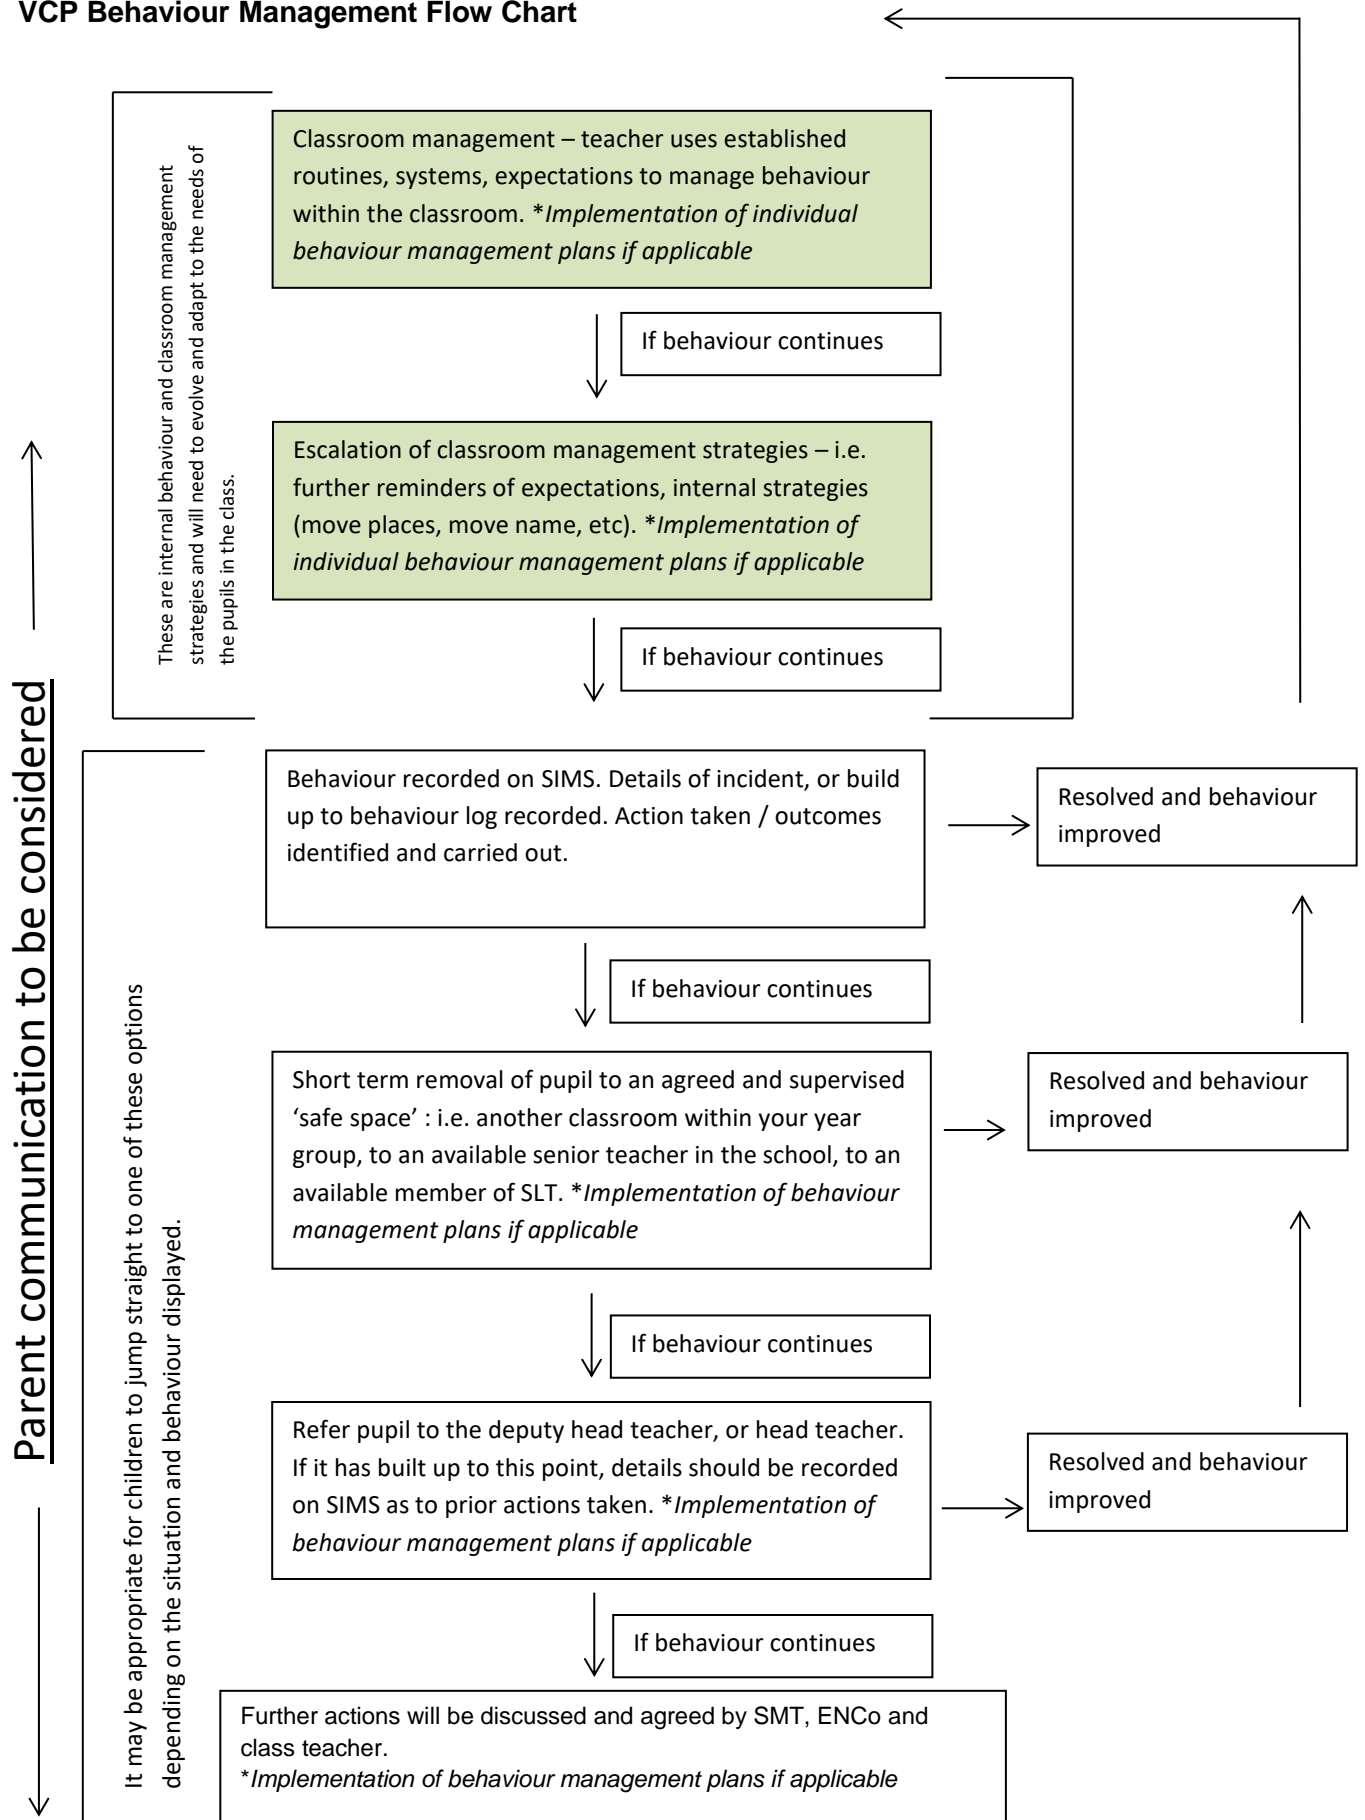 VCP Behaviour Management Flow Chart
Classroom management – teacher uses established
routines, systems, expectations to manage behaviour
within the classroom. *Implementation of individual
behaviour management plans if applicable
If behaviour continues
These are internal behaviour and classroom management
strategies and will need to evolve and adapt to the needs of
the pupils in the class.
Escalation of classroom management strategies – i.e.
further reminders of expectations, internal strategies
(move places, move name, etc). *Implementation of
individual behaviour management plans if applicable
If behaviour continues
Parent communication to be considered
Behaviour recorded on SIMS. Details of incident, or build
up to behaviour log recorded. Action taken / outcomes
identified and carried out.
Resolved and behaviour
improved
If behaviour continues
It may be appropriate for children to jump straight to one of these options
depending on the situation and behaviour displayed.
Short term removal of pupil to an agreed and supervised
‘safe space’ : i.e. another classroom within your year
group, to an available senior teacher in the school, to an
available member of SLT. *Implementation of behaviour
management plans if applicable
Resolved and behaviour
improved
If behaviour continues
Refer pupil to the deputy head teacher, or head teacher.
If it has built up to this point, details should be recorded
on SIMS as to prior actions taken. *Implementation of
behaviour management plans if applicable
Resolved and behaviour
improved
If behaviour continues
Further actions will be discussed and agreed by SMT, ENCo and
class teacher.
*Implementation of behaviour management plans if applicable